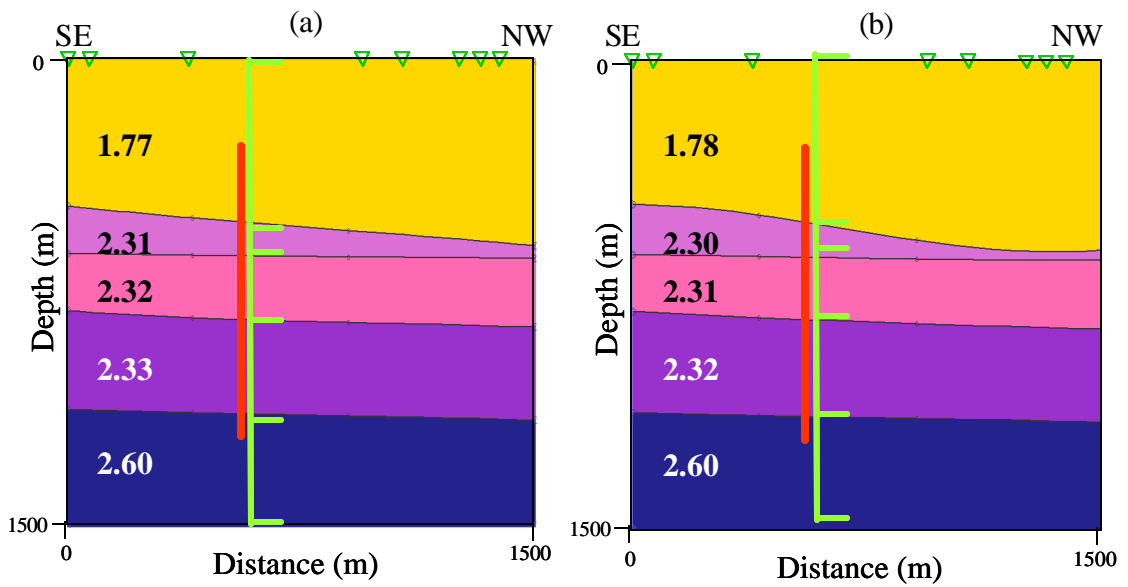 (a)
SE
NW
0
1.77
2.31
2.32
2.33
2.60
Depth (m)
1500
0
Distance (m)
1500
(b)
SE
NW
0
1.78
2.30
2.31
2.32
2.60
Depth (m)
1500
0
Distance (m)
1500